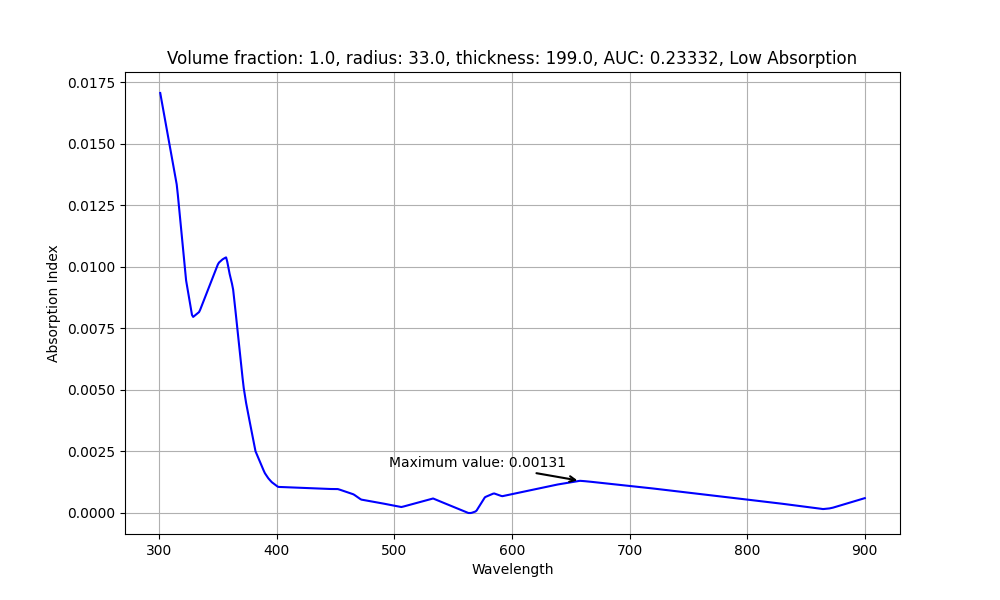 Volume fraction: 1.0, radius: 33.0, thickness: 199.0, AUC: 0.23332, Low Absorption
0.0175
0.0150
0.0125
0.0100
0.0075
0.0050
0.0025
0.0000
Absorption Index
Maximum value: 0.00131
300 400 500 600 700 800 900
Wavelength